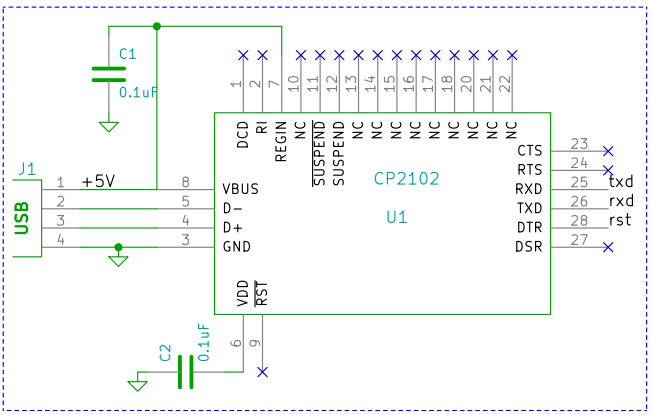 C1
0.1uF
1
2
7
10
11
12
13
14
15
16
17
18
20
21
22
DCD
RI
REGIN
NC
SUSPEND
SUSPEND
NC
NC
NC
NC
NC
NC
NC
NC
NC
CP2102
U1
J1
USB
1 +5V 8 VBUS
2 5 D-
3 4 D+
4 3 GND
CTS 23
RTS 24
RXD 25 txd
TXD 26 rxd
DTR 28 rst
DSR 27
VDD
RST
6
9
C2
0.1uF